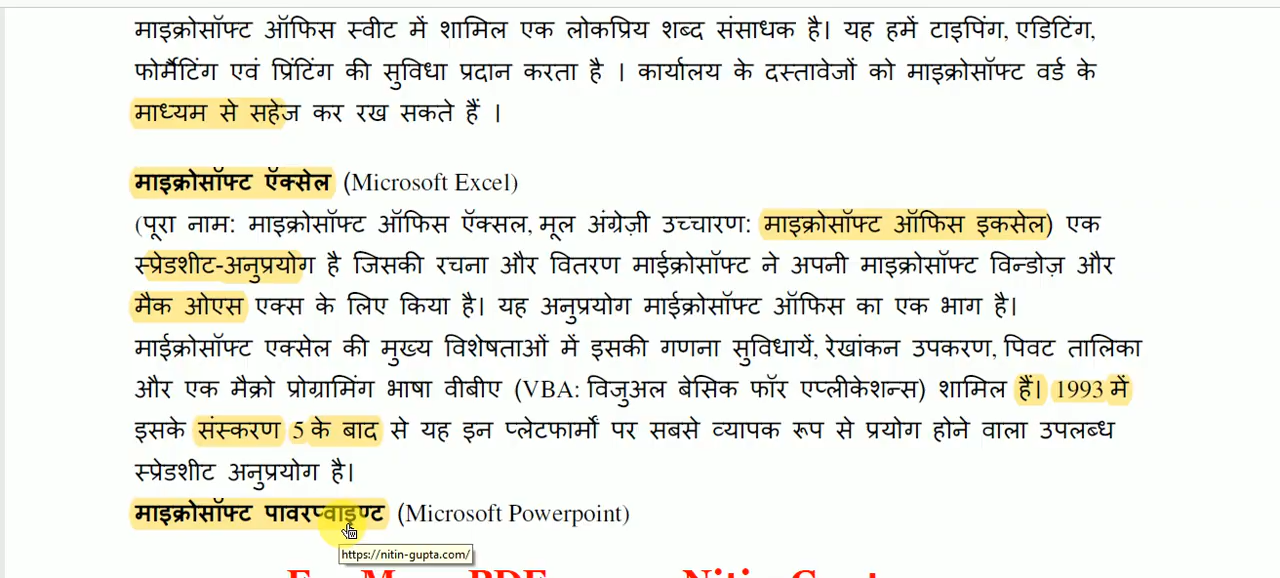 माइक्रोसॉफ्ट ऑफिस स्वीट में शामिल एक लोकप्रिय शब्द संसाधक है। यह हमें टाइपिंग, एडिटिंग,
फोर्मैटिंग एवं प्रिंटिंग की सुविधा प्रदान करता है । कार्यालय के दस्तावेजों को माइक्रोसॉफ्ट वर्ड के
माध्यम से सहेज कर रख सकते हैं ।
माइक्रोसॉफ्ट ऍक्सेल (Microsoft Excel)
(पूरा नाम: माइक्रोसॉफ्ट ऑफिस ऍक्सल, मूल अंग्रेज़ी उच्चारण: माइक्रोसॉफ्ट ऑफिस इकसेल) एक
स्प्रेडशीट-अनुप्रयोग है जिसकी रचना और वितरण माईक्रोसॉफ्ट ने अपनी माइक्रोसॉफ्ट विन्डोज़ और
मैक ओएस एक्स के लिए किया है। यह अनुप्रयोग माईक्रोसॉफ्ट ऑफिस का एक भाग है।
माईक्रोसॉफ्ट एक्सेल की मुख्य विशेषताओं में इसकी गणना सुविधायें, रेखांकन उपकरण, पिवट तालिका
और एक मैक्रो प्रोग्रामिंग भाषा वीबीए (VBA: विजुअल बेसिक फॉर एप्लीकेशन्स) शामिल हैं। 1993 में
इसके संस्करण 5 के बाद से यह इन प्लेटफार्मों पर सबसे व्यापक रूप से प्रयोग होने वाला उपलब्ध
स्प्रेडशीट अनुप्रयोग है।
माइक्रोसॉफ्ट पावरप्वाइण्ट (Microsoft Powerpoint)
https://nitin-gupta.com/